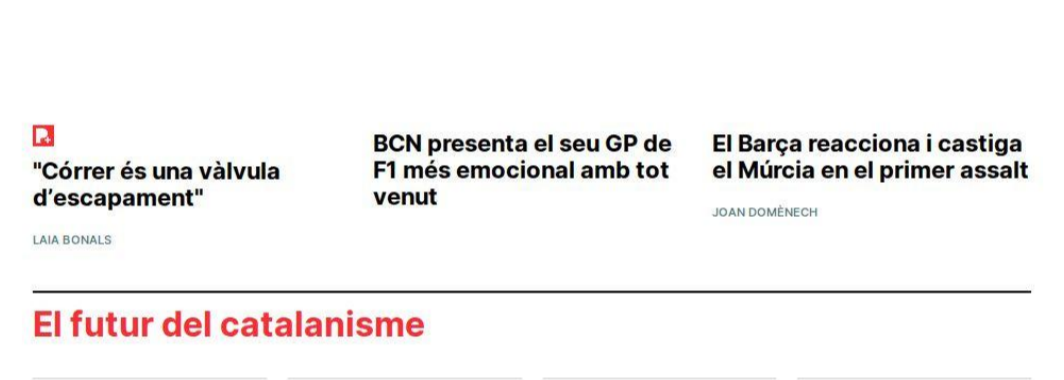 "Córrer és una vàlvula
d’escapament"
LAIA BONALS
BCN presenta el seu GP de
F1 més emocional amb tot
venut
El Barça reacciona i castiga
el Múrcia en el primer assalt
JOAN DOMÈNECH
El futur del catalanisme